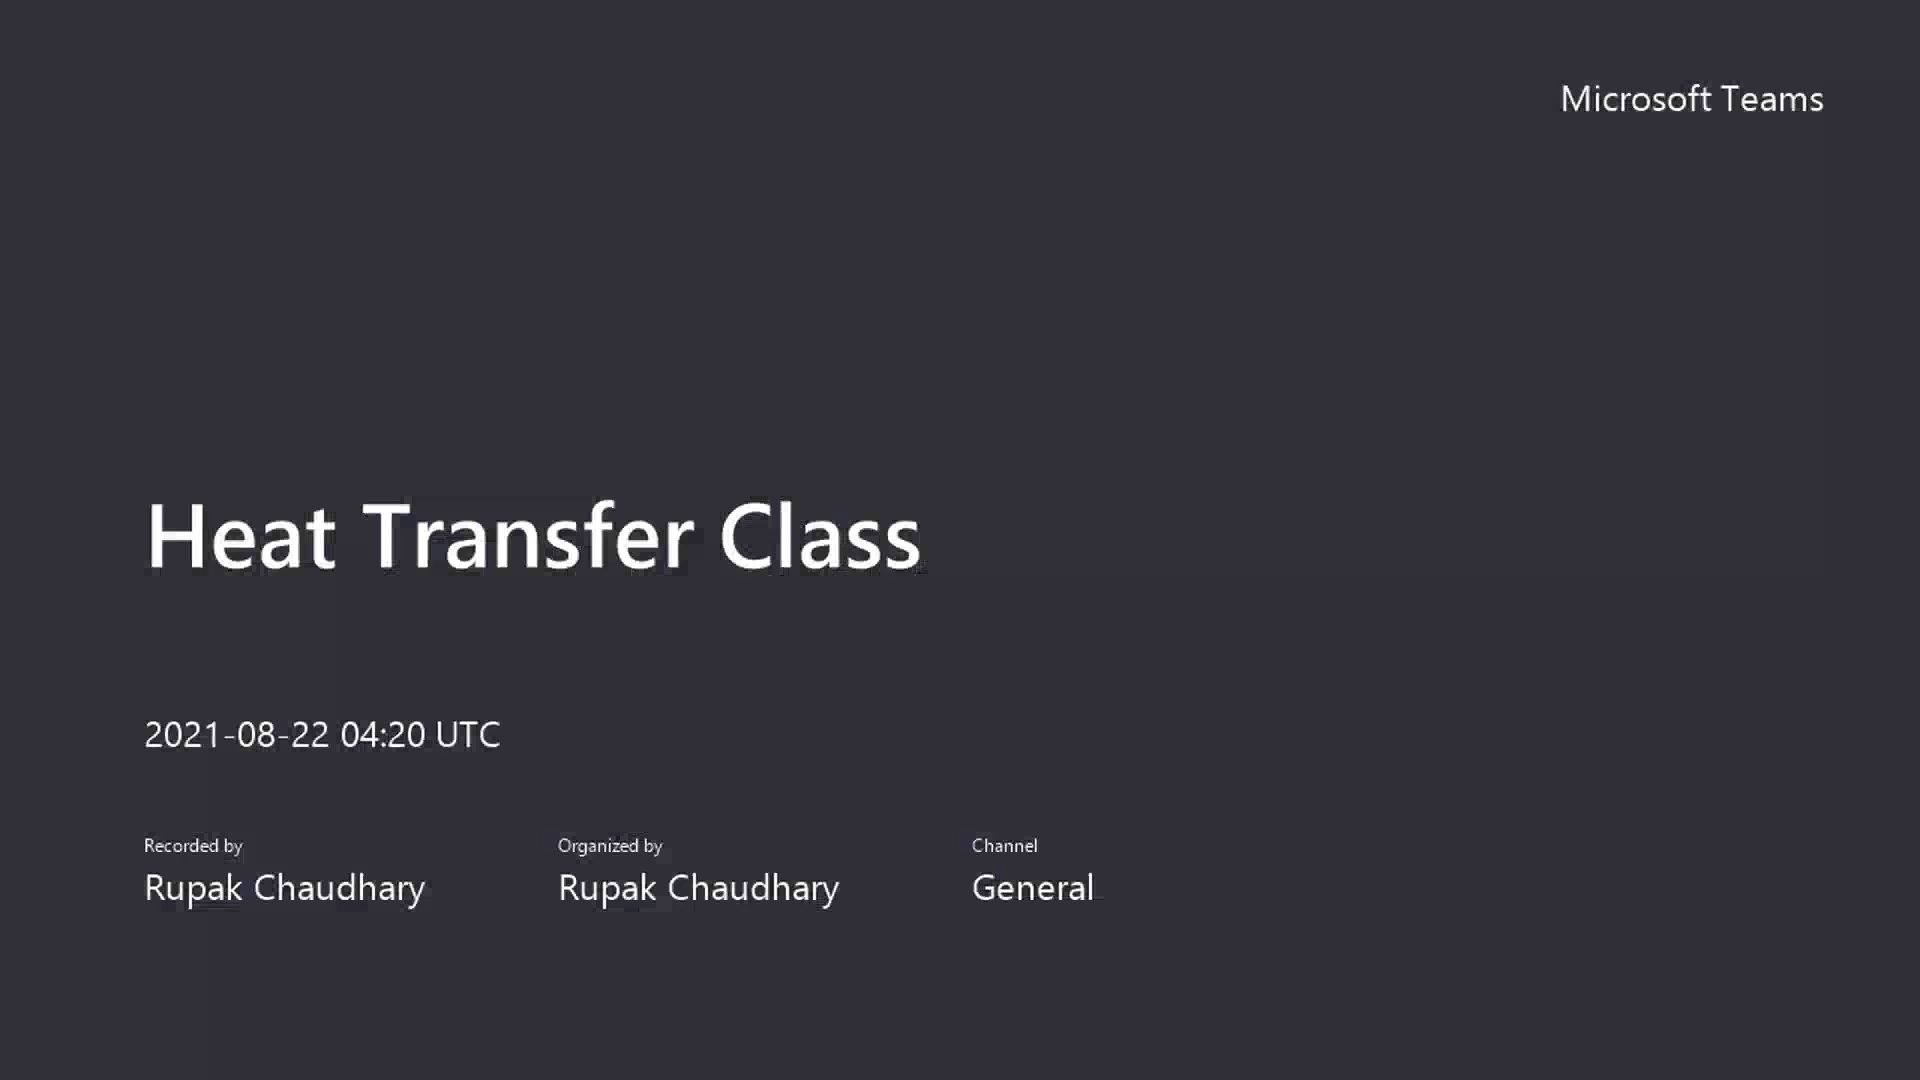 Microsoft Teams
Heat Transfer Class
2021-08-22 04:20 UTC
Recorded by
Rupak Chaudhary
Organized by
Rupak Chaudhary
Channel
General